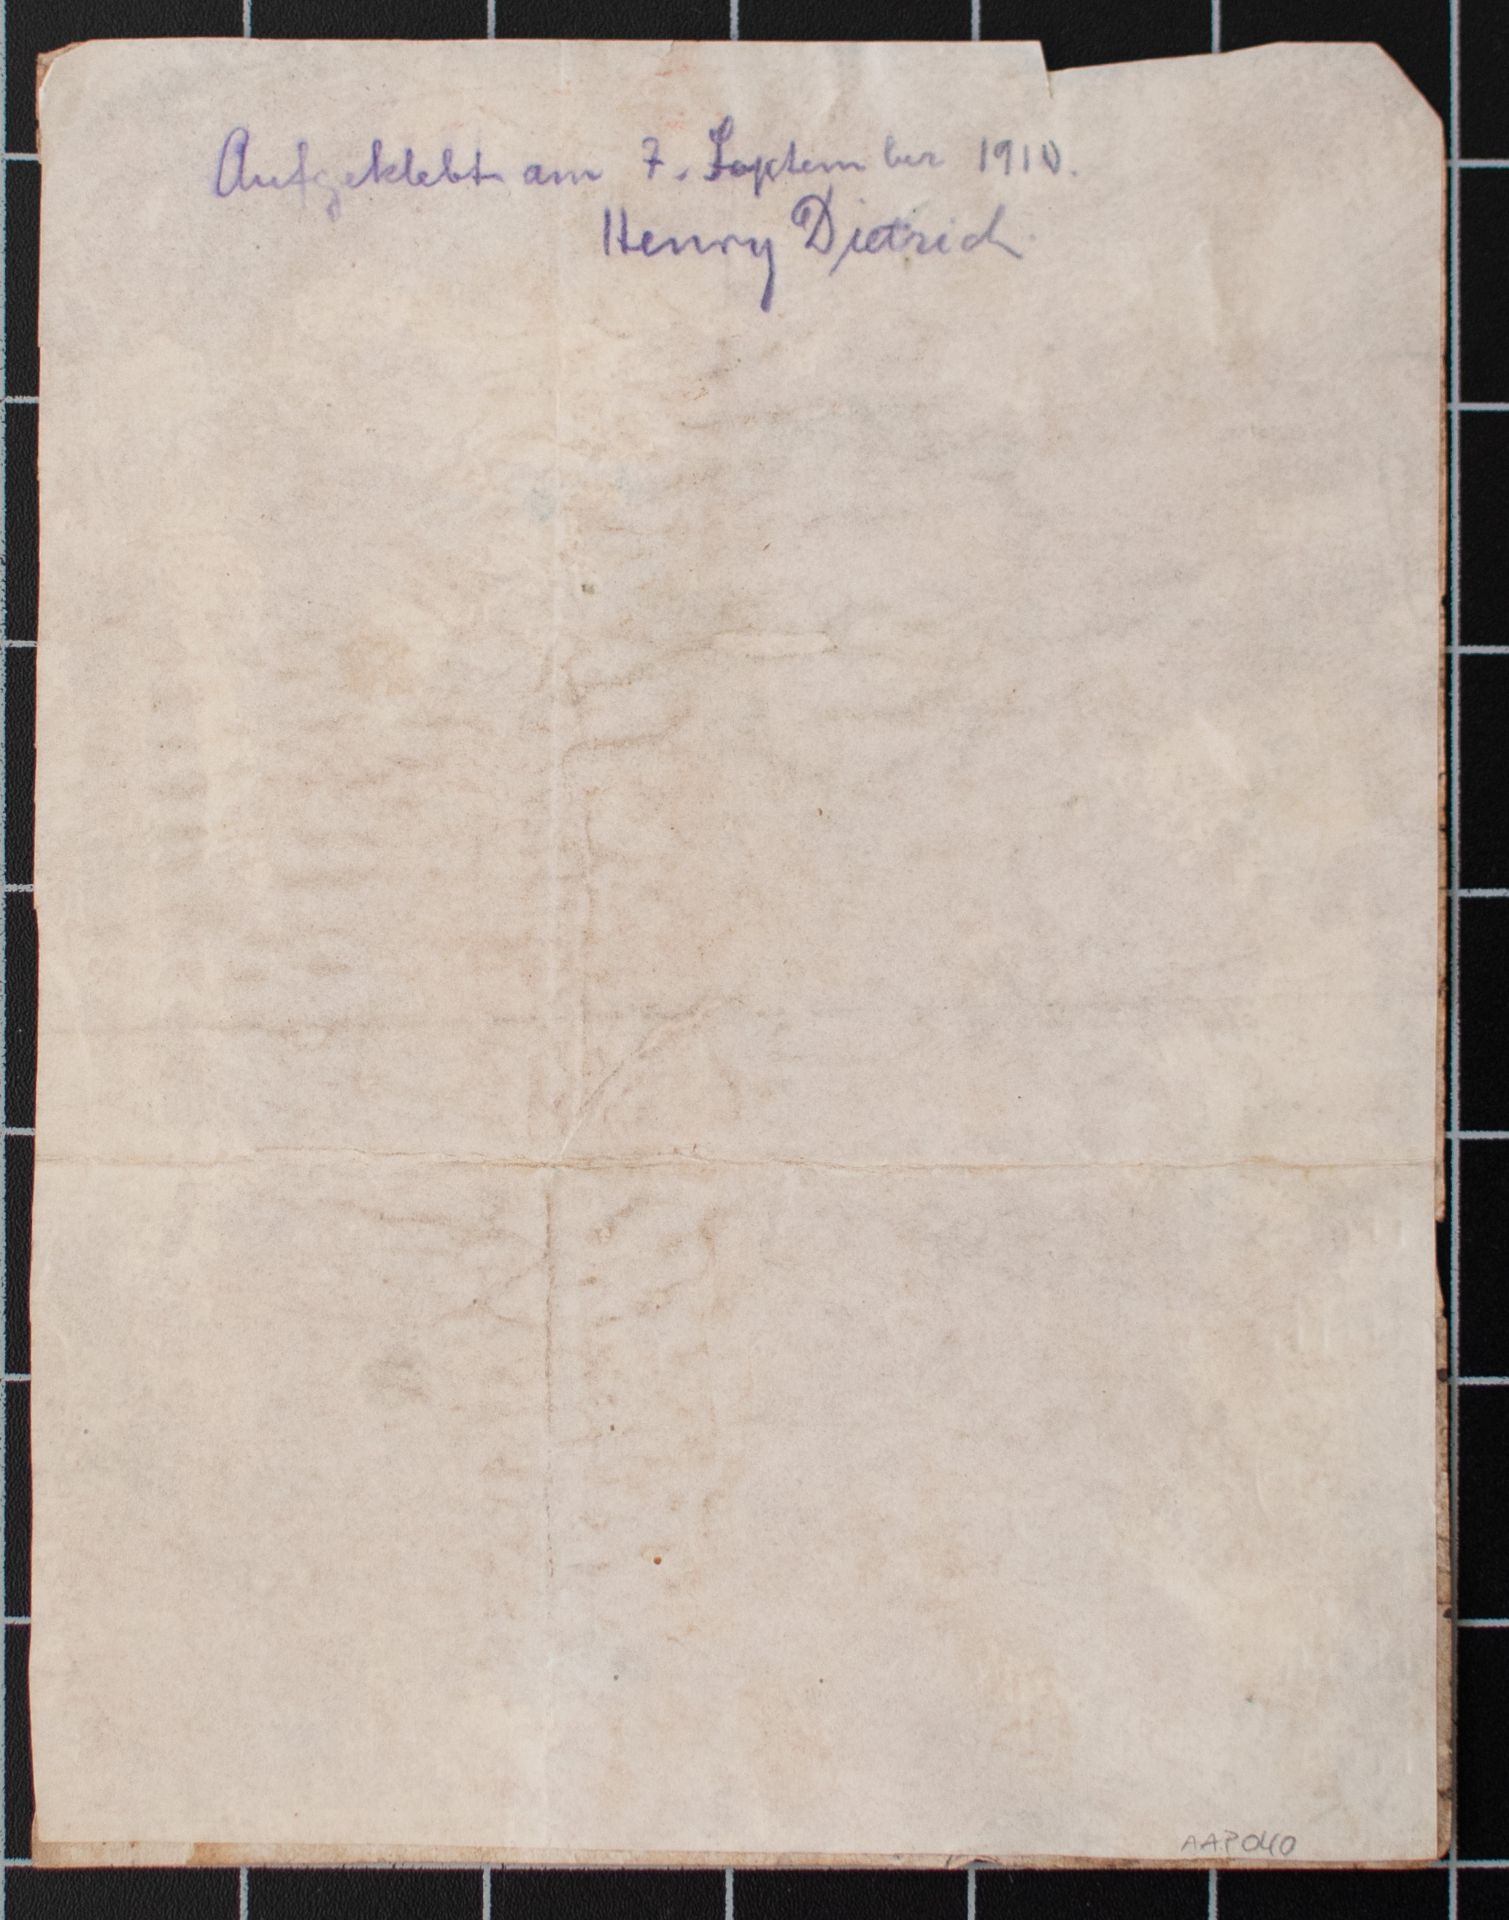 Aufgeklebt am 7. September 1910.
Henry Dietrich.
AAP040